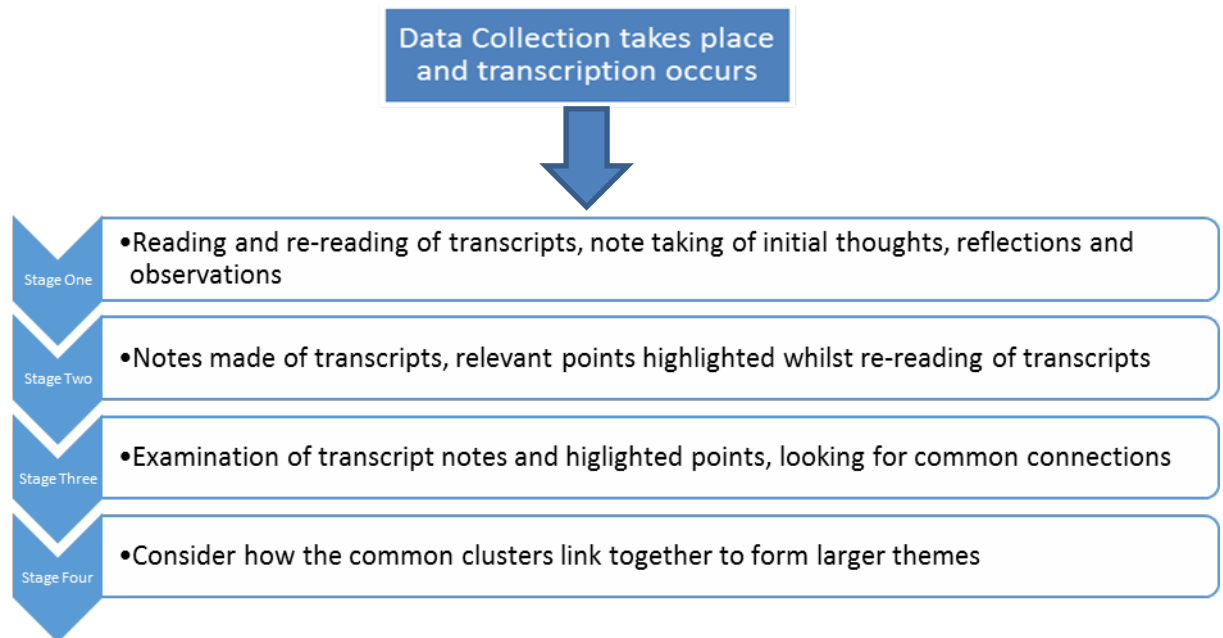 Data Collection takes place
and transcription occurs
Stage One
•Reading and re-reading of transcripts, note taking of initial thoughts, reflections and
observations
Stage Two
•Notes made of transcripts, relevant points highlighted whilst re-reading of transcripts
Stage Three
•Examination of transcript notes and higlighted points, looking for common connections
Stage Four
•Consider how the common clusters link together to form larger themes